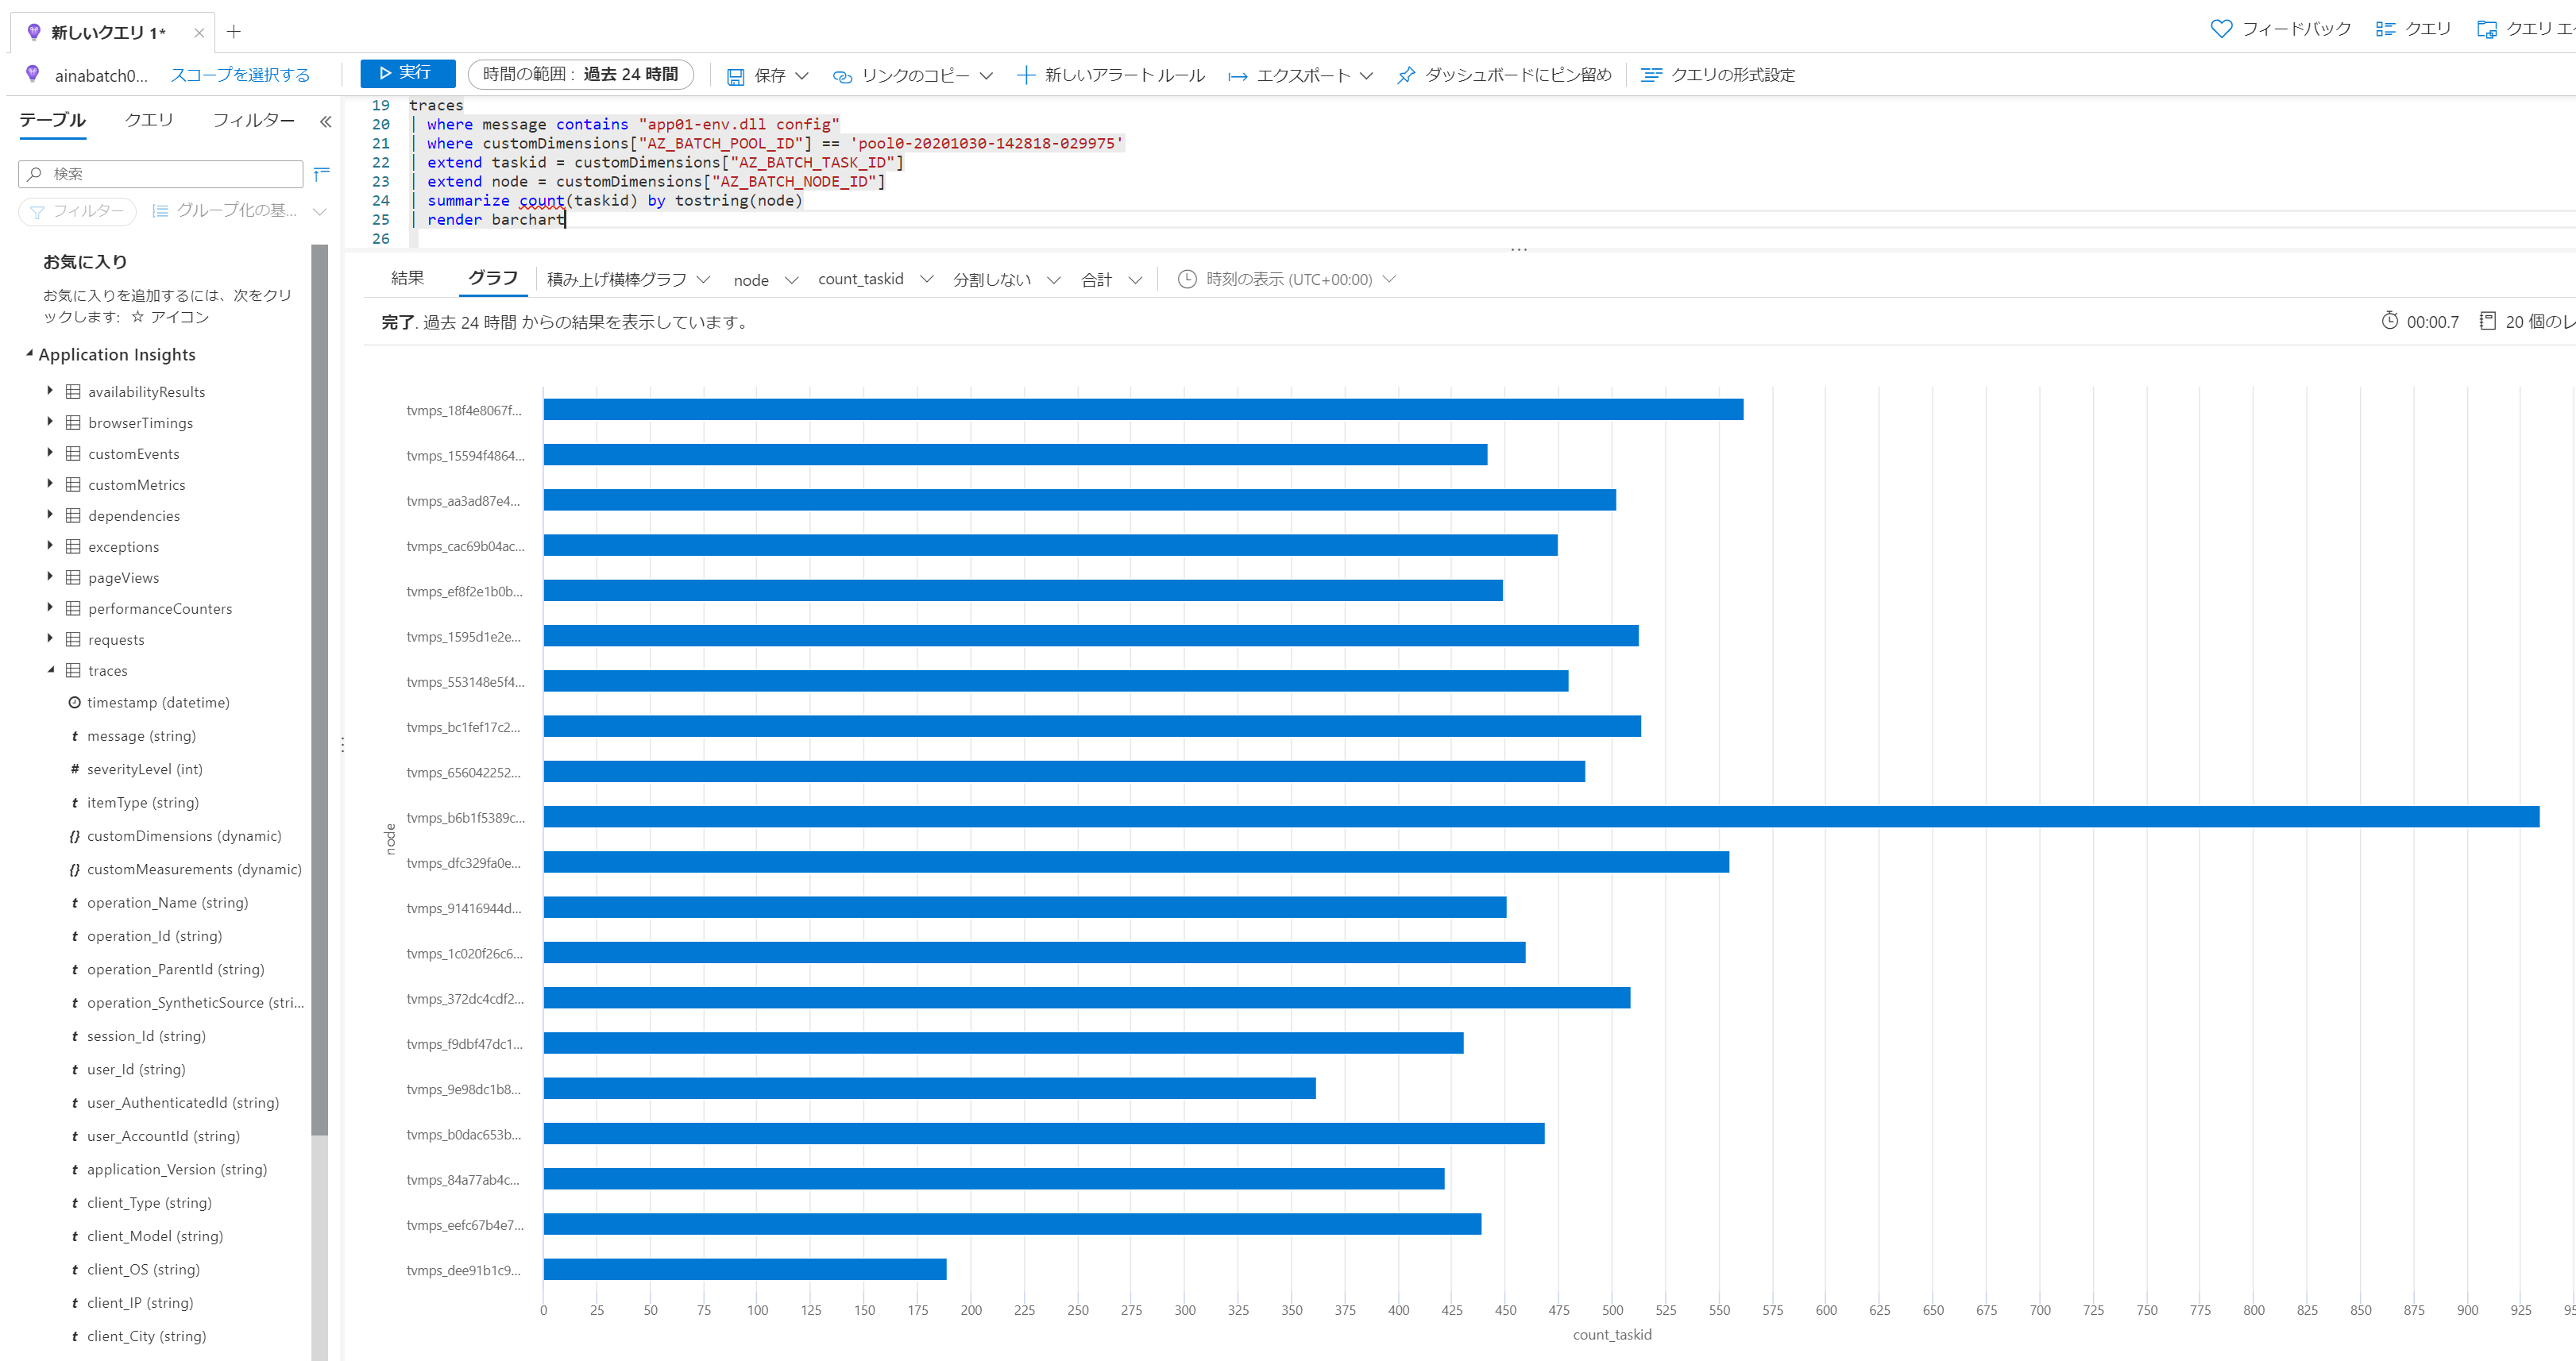 新しいクエリ 1*
フィードバック クエリ クエリ エ
ainabatch0... スコープを選択する 実行 時間の範囲 : 過去 24 時間 保存 リンクのコピー 新しいアラート ルール エクスポート ダッシュボードにピン留め クエリの形式設定
テーブル クエリ フィルター
検索
フィルター グループ化の基...
お気に入り
お気に入りを追加するには、次をクリ
ックします: ☆ アイコン
Application Insights
availabilityResults
browserTimings
customEvents
customMetrics
dependencies
exceptions
pageViews
performanceCounters
requests
traces
timestamp (datetime)
message (string)
severityLevel (int)
itemType (string)
customDimensions (dynamic)
customMeasurements (dynamic)
operation_Name (string)
operation_Id (string)
operation_ParentId (string)
operation_SyntheticSource (stri...
session_Id (string)
user_Id (string)
user_AuthenticatedId (string)
user_AccountId (string)
application_Version (string)
client_Type (string)
client_Model (string)
client_OS (string)
client_IP (string)
client_City (string)
19 traces
20 | where message contains "app01-env.dll config"
21 | where customDimensions["AZ_BATCH_POOL_ID"] == 'pool0-20201030-142818-029975'
22 | extend taskid = customDimensions["AZ_BATCH_TASK_ID"]
23 | extend node = customDimensions["AZ_BATCH_NODE_ID"]
24 | summarize count(taskid) by tostring(node)
25 | render barchart
26
結果 グラフ 積み上げ横棒グラフ node count_taskid 分割しない 合計 時刻の表示 (UTC+00:00)
完了. 過去 24 時間 からの結果を表示しています。 00:00.7 20 個のレ
tvmps_18f4e8067f...
tvmps_15594f4864...
tvmps_aa3ad87e4...
tvmps_cac69b04ac...
tvmps_ef8f2e1b0b...
tvmps_1595d1e2e...
tvmps_553148e5f4...
tvmps_bc1fef17c2...
tvmps_656042252...
tvmps_b6b1f5389c...
node
tvmps_dfc329fa0e...
tvmps_91416944d...
tvmps_1c020f26c6...
tvmps_372dc4cdf2...
tvmps_f9dbf47dc1...
tvmps_9e98dc1b8...
tvmps_b0dac653b...
tvmps_84a77ab4c...
tvmps_eefc67b4e7...
tvmps_dee91b1c9...
0 25 50 75 100 125 150 175 200 225 250 275 300 325 350 375 400 425 450 475 500 525 550 575 600 625 650 675 700 725 750 775 800 825 850 875 900 925
count_taskid